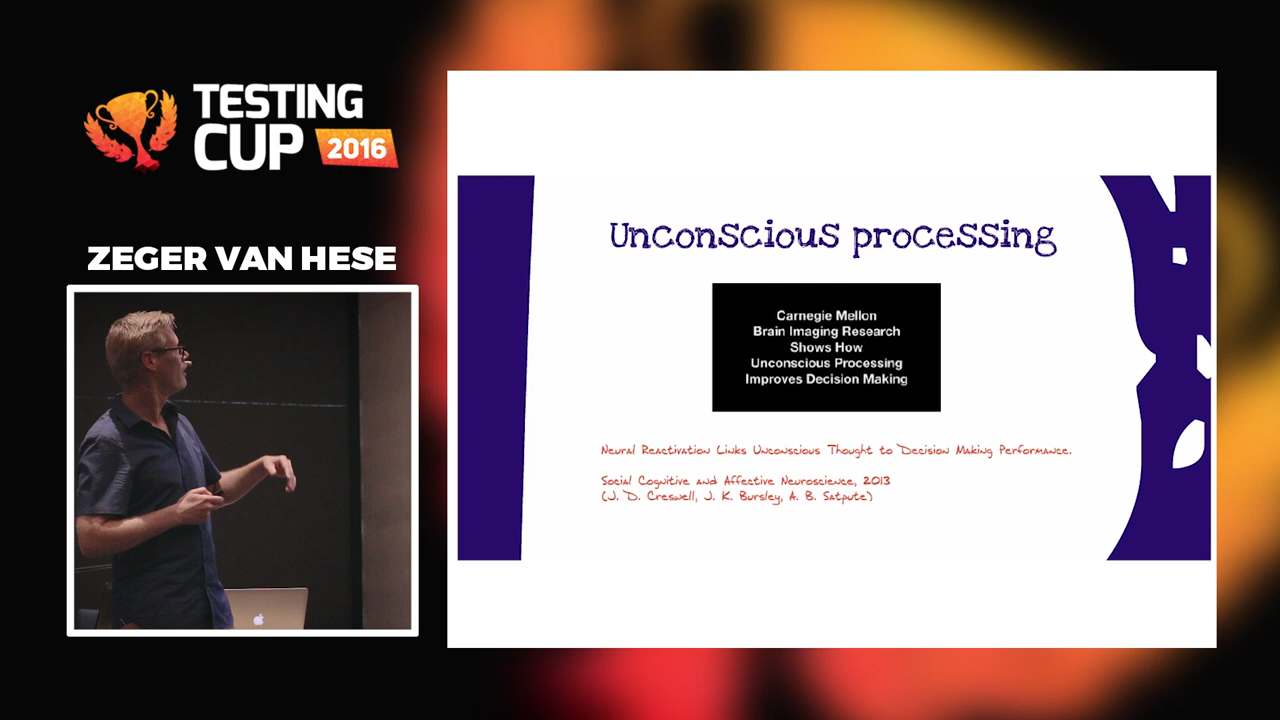 TESTING
CUP 2016
ZEGER VAN HESE
Unconscious processing
Carnegie Mellon
Brain Imaging Research
Shows How
Unconscious Processing
Improves Decision Making
Neural Reactivation Links Unconscious Thought to Decision Making Performance.
Social Cognitive and Affective Neuroscience, 2013
(J. D. Creswell, J. K. Bursley, A. B. Satpute)